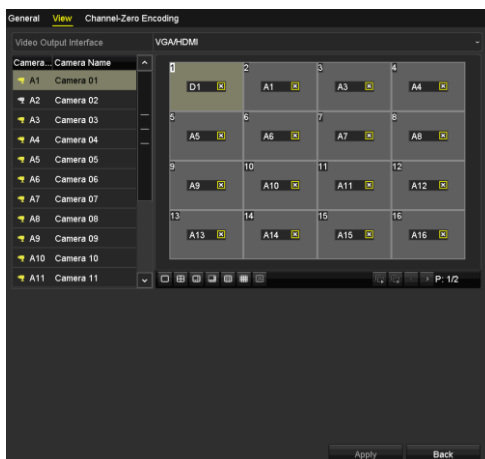 General View Channel-Zero Encoding
Video Output Interface VGA/HDMI
Camera... Camera Name
A1 Camera 01
A2 Camera 02
A3 Camera 03
A4 Camera 04
A5 Camera 05
A6 Camera 06
A7 Camera 07
A8 Camera 08
A9 Camera 09
A10 Camera 10
A11 Camera 11
1 2 3 4
D1 A1 A3 A4
5 6 7 8
A5 A6 A7 A8
9 10 11 12
A9 A10 A11 A12
13 14 15 16
A13 A14 A15 A16
P: 1/2
Apply Back